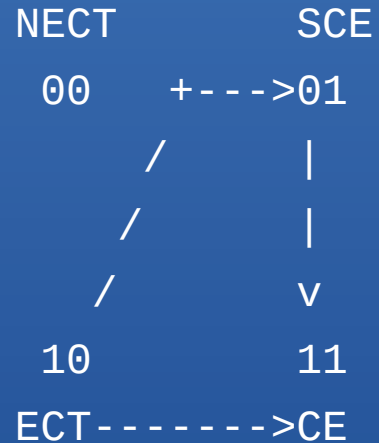 NECT SCE
00 +--->01
/ |
/ |
/ v
10 11
ECT------->CE